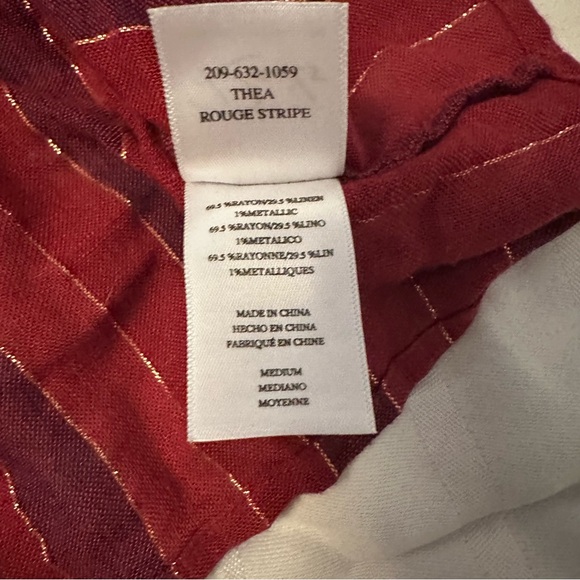 209-632-1059
THEA
ROUGE STRIPE
69.5 %RAYON/29.5 %LINEN
1%METALLIC
69.5 %RAYON/29.5 %LINO
1%METALICO
69.5 %RAYONNE/29.5 %LIN
1%METALLIQUES
MADE IN CHINA
HECHO EN CHINA
FABRIQUÉ EN CHINE
MEDIUM
MEDIANO
MOYENNE